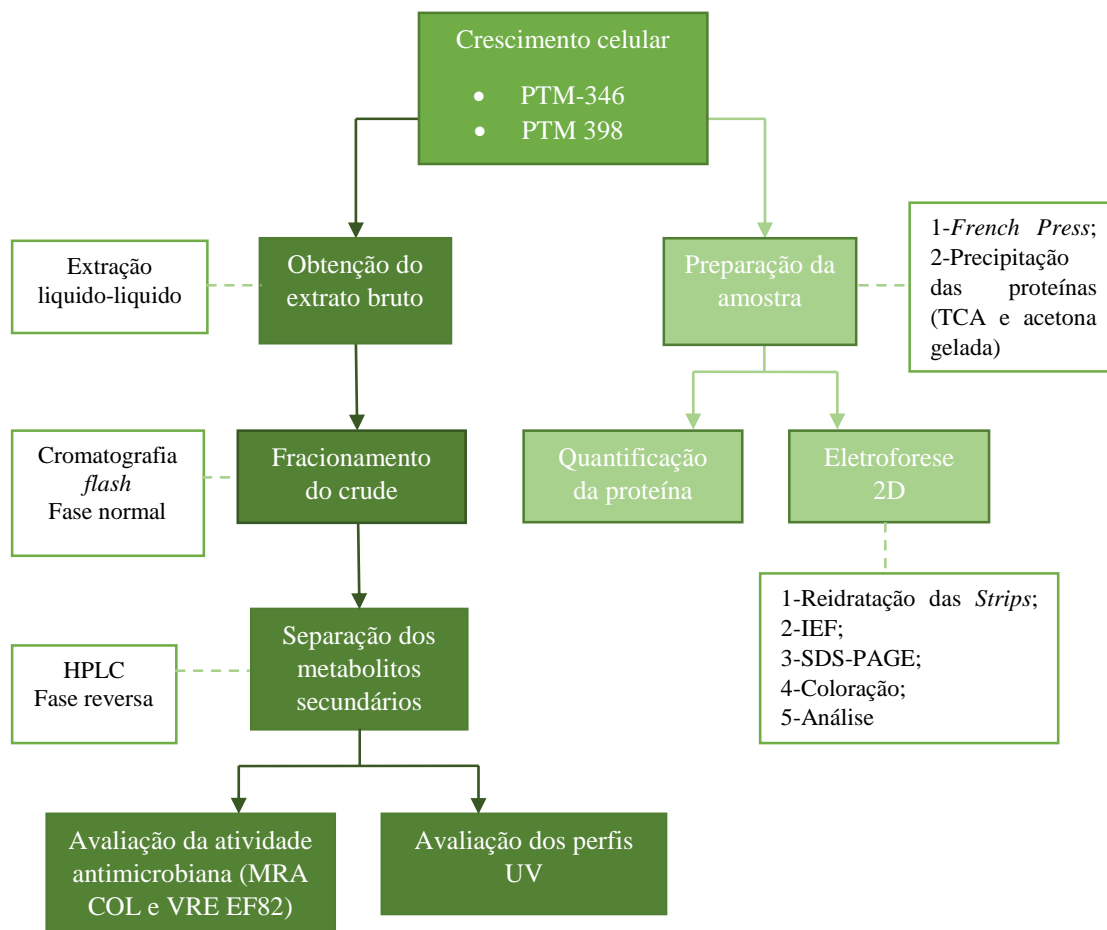 Crescimento celular
• PTM-346
• PTM 398
Extração
liquido-liquido
Obtenção do
extrato bruto
Preparação da
amostra
1-French Press;
2-Precipitação
das proteínas
(TCA e acetona
gelada)
Cromatografia
flash
Fase normal
Fracionamento
do crude
Quantificação
da proteína
Eletroforese
2D
1-Reidratação das Strips;
2-IEF;
3-SDS-PAGE;
4-Coloração;
5-Análise
HPLC
Fase reversa
Separação dos
metabolitos
secundários
Avaliação da atividade
antimicrobiana (MRA
COL e VRE EF82)
Avaliação dos perfis
UV